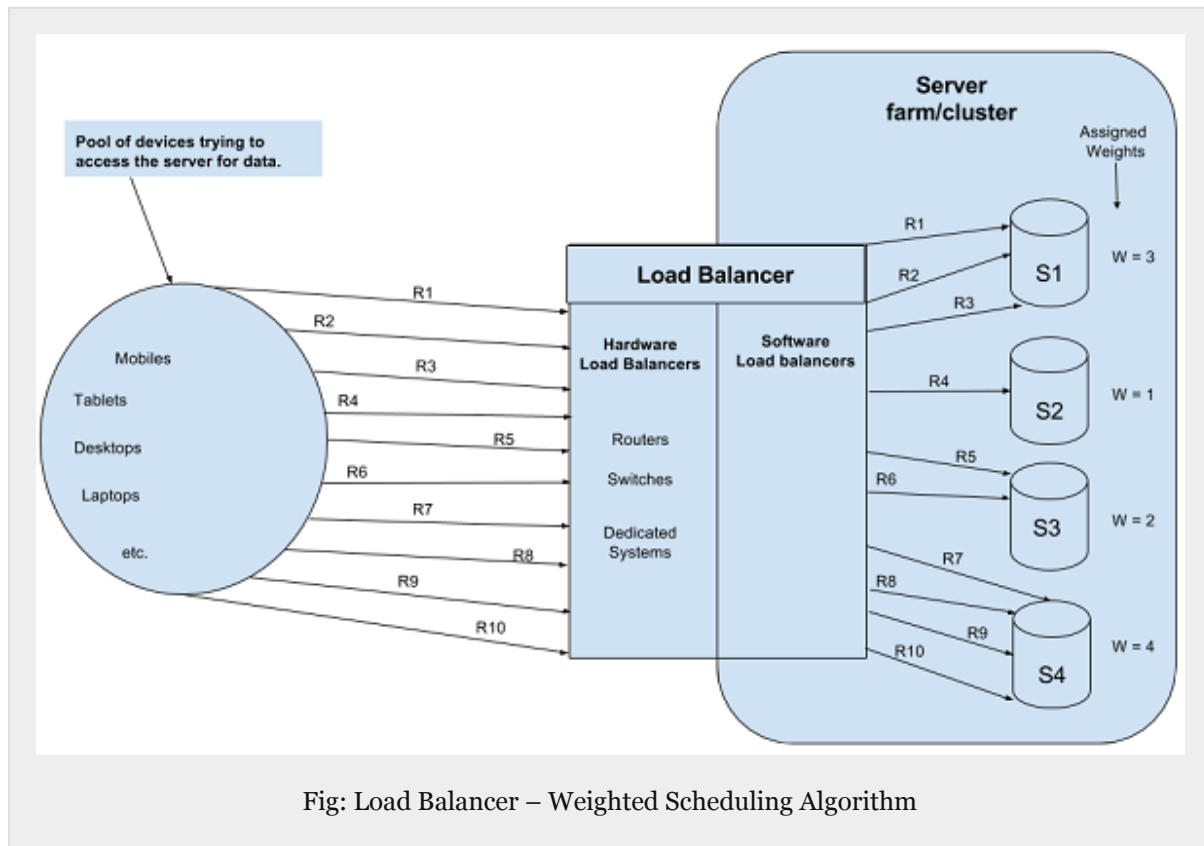 Server
farm/cluster
Assigned
Weights
Pool of devices trying to
access the server for data.
Load Balancer
Hardware
Load Balancers
Software
Load balancers
Routers
Switches
Dedicated
Systems
Mobiles
Tablets
Desktops
Laptops
etc.
R1
R2
R3
R4
R5
R6
R7
R8
R9
R10
R1
R2
R3
R4
R5
R6
R7
R8
R9
R10
S1
W = 3
S2
W = 1
S3
W = 2
S4
W = 4
Fig: Load Balancer – Weighted Scheduling Algorithm